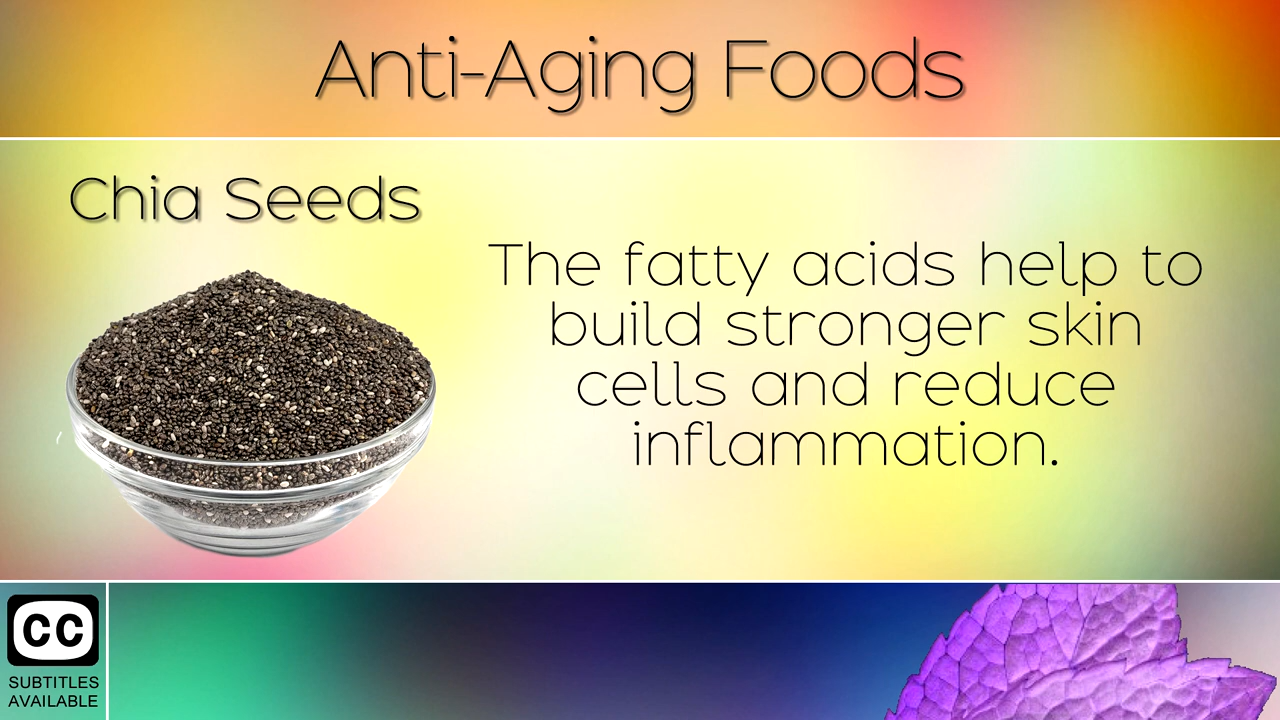 Anti-Aging Foods
Chia Seeds
The fatty acids help to
build stronger skin
cells and reduce
inflammation.
CC
SUBTITLES
AVAILABLE